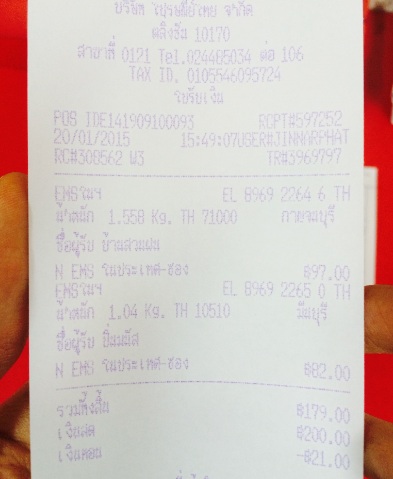 บริษัท ไปรษณีย์ไทย จำกัด
ตลิ่งชัน 10170
สาขาที่ 0121 Tel.024485034 ต่อ 106
TAX ID. 0105546095724
ใบรับเงิน
POS IDE141909100093 RCPT#597252
20/01/2015 15:49:07USER#JINNARPHAT
RC#300562 W3 TR#3969797
EMSในฯ EL 8969 2264 6 TH
น้ำหนัก 1.558 Kg. TH 71000 กาญจนบุรี
ชื่อผู้รับ บ้านสวนฝน
N EMS ในประเทศ-ซอง ฿97.00
EMSในฯ EL 8969 2265 0 TH
น้ำหนัก 1.04 Kg. TH 10510 มีนบุรี
ชื่อผู้รับ ปิ่นมนัส
N EMS ในประเทศ-ซอง ฿82.00
รวมทั้งสิ้น ฿179.00
เงินสด ฿200.00
เงินทอน -฿21.00